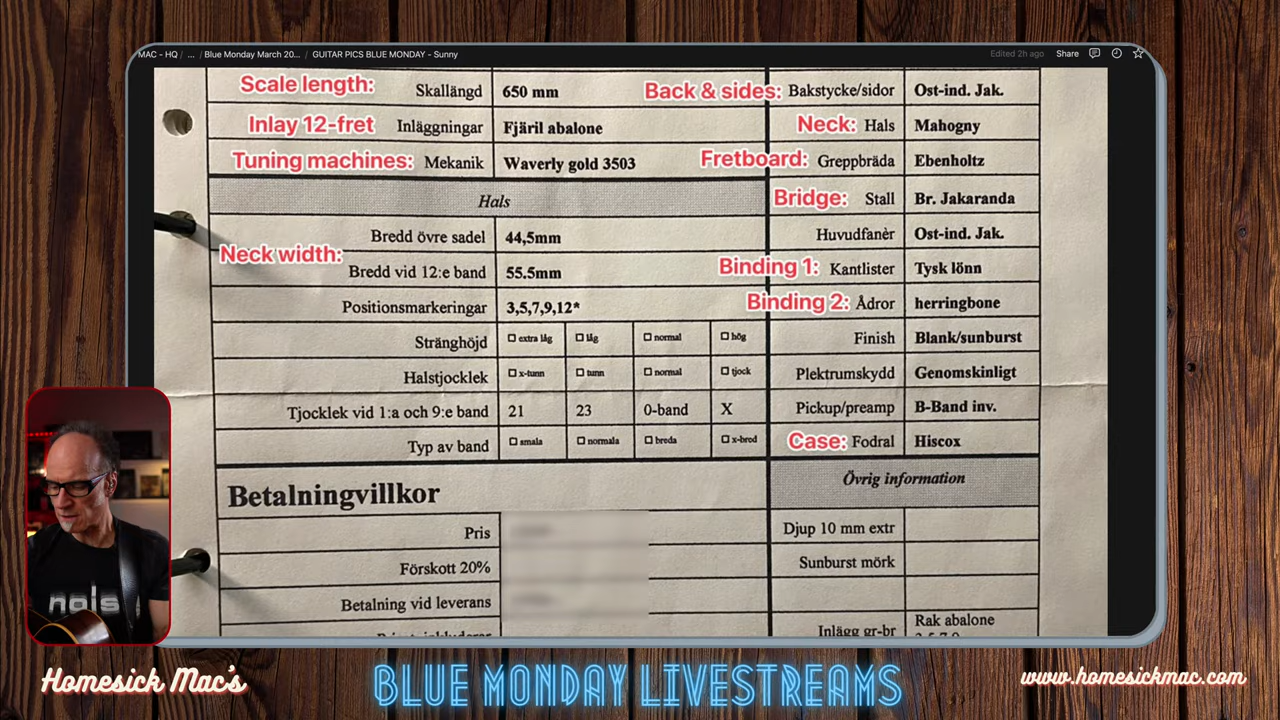 MAC - HQ / ... / Blue Monday March 20... / GUITAR PICS BLUE MONDAY - Sunny
Edited 2h ago Share
Scale length: Skallängd 650 mm
Back & sides: Bakstycke/sidor Ost-ind. Jak.
Inlay 12-fret Inläggningar Fjäril abalone
Neck: Hals Mahogny
Tuning machines: Mekanik Waverly gold 3503
Fretboard: Greppbräda Ebenholtz
Hals
Bridge: Stall Br. Jakaranda
Bredd övre sadel 44,5mm
Huvudfanèr Ost-ind. Jak.
Neck width:
Bredd vid 12:e band 55.5mm
Binding 1: Kantlister Tysk lönn
Positionsmarkeringar 3,5,7,9,12*
Binding 2: Ådror herringbone
Stränghöjd extra låg låg normal hög
Finish Blank/sunburst
Halstjocklek x-tunn tunn normal tjock
Plektrumskydd Genomskinligt
Tjocklek vid 1:a och 9:e band 21 23 0-band X
Pickup/preamp B-Band inv.
Typ av band smala normala breda x-bred
Case: Fodral Hiscox
Betalningvillkor
Övrig information
Pris
Djup 10 mm extr
Förskott 20%
Sunburst mörk
Betalning vid leverans
Inlägg gr-br Rak abalone
3,5,7,9
nois
Homesick Mac's
BLUE MONDAY LIVESTREAMS
www.homesickmac.com